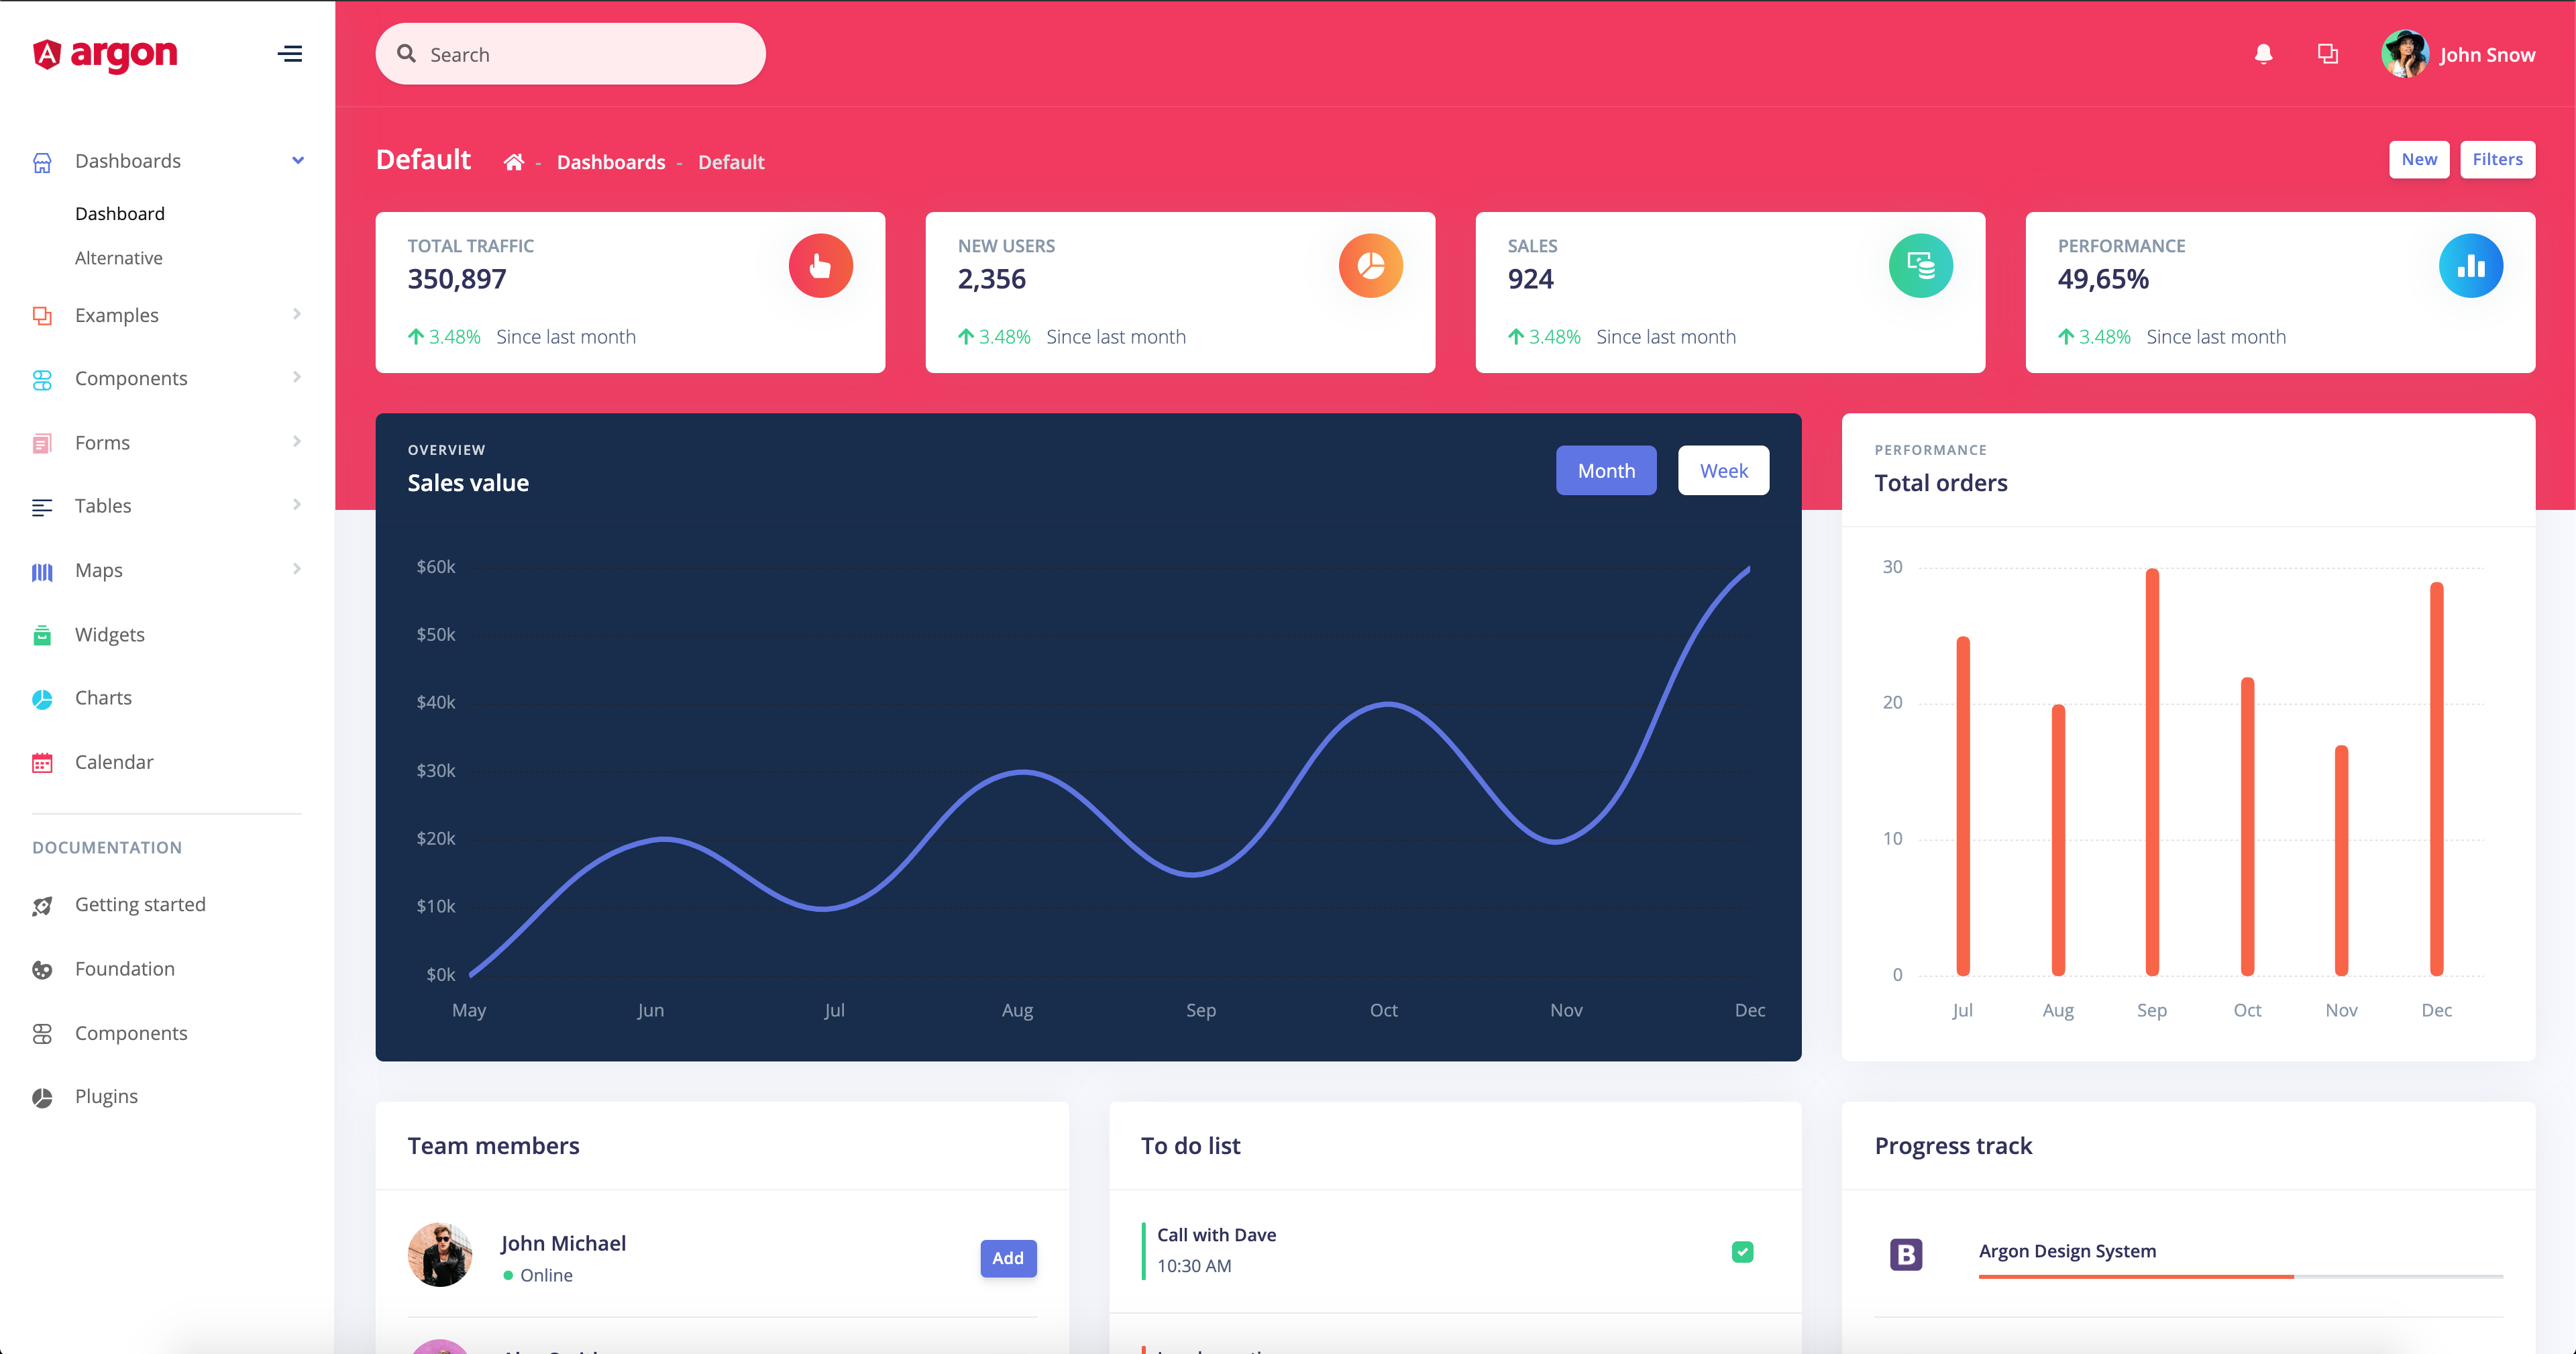 argon
Search
John Snow
Dashboards
Dashboard
Alternative
Examples
Components
Forms
Tables
Maps
Widgets
Charts
Calendar
DOCUMENTATION
Getting started
Foundation
Components
Plugins
Default - Dashboards - Default
New
Filters
TOTAL TRAFFIC
350,897
3.48% Since last month
NEW USERS
2,356
3.48% Since last month
SALES
924
3.48% Since last month
PERFORMANCE
49,65%
3.48% Since last month
OVERVIEW
Sales value
Month
Week
$60k
$50k
$40k
$30k
$20k
$10k
$0k
May Jun Jul Aug Sep Oct Nov Dec
PERFORMANCE
Total orders
30
20
10
0
Jul Aug Sep Oct Nov Dec
Team members
John Michael
Online
Add
To do list
Call with Dave
10:30 AM
Progress track
B
Argon Design System